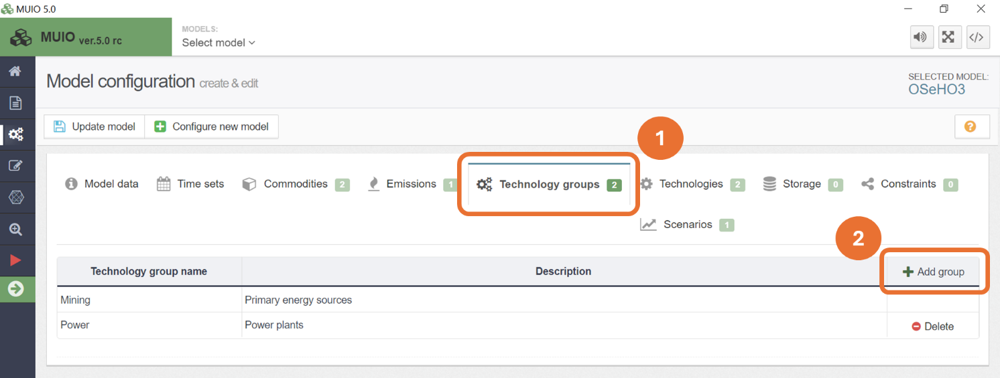 MUIO 5.0
MUIO ver.5.0 rc
MODELS:
Select model
Model configuration create & edit
SELECTED MODEL:
OSeHO3
Update model
Configure new model
1
Model data
Time sets
Commodities 2
Emissions 1
Technology groups 2
Technologies 2
Storage 0
Constraints 0
Scenarios 1
2
Technology group name
Description
Add group
Mining
Primary energy sources
Power
Power plants
Delete